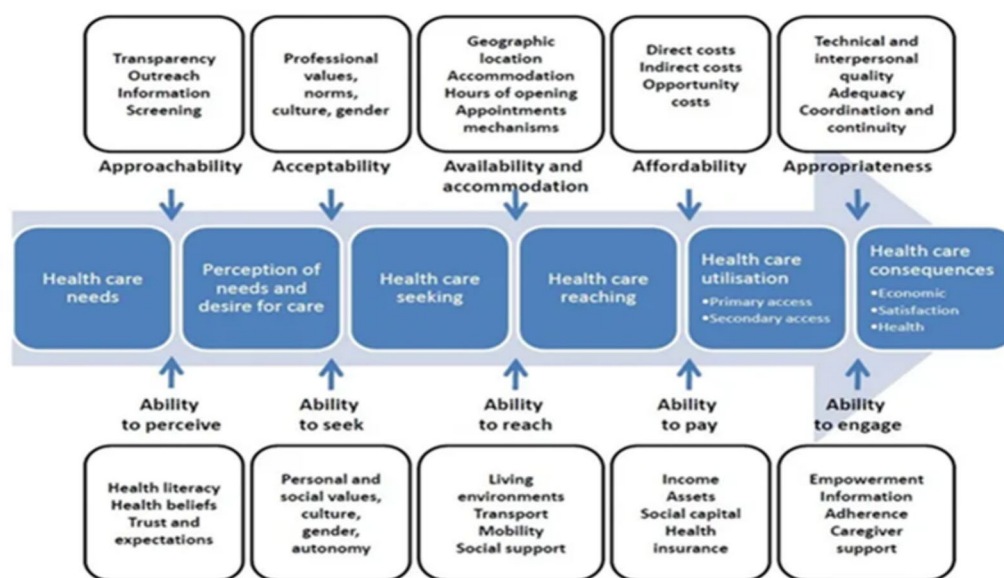 Transparency
Outreach
Information
Screening
Professional
values,
norms,
culture, gender
Geographic
location
Accommodation
Hours of opening
Appointments
mechanisms
Direct costs
Indirect costs
Opportunity
costs
Technical and
interpersonal
quality
Adequacy
Coordination and
continuity
Approachability
Acceptability
Availability and
accommodation
Affordability
Appropriateness
Health care
needs
Perception of
needs and
desire for care
Health care
seeking
Health care
reaching
Health care
utilisation
•Primary access
•Secondary access
Health care
consequences
•Economic
•Satisfaction
•Health
Ability
to perceive
Ability
to seek
Ability
to reach
Ability
to pay
Ability
to engage
Health literacy
Health beliefs
Trust and
expectations
Personal and
social values,
culture,
gender,
autonomy
Living
environments
Transport
Mobility
Social support
Income
Assets
Social capital
Health
insurance
Empowerment
Information
Adherence
Caregiver
support